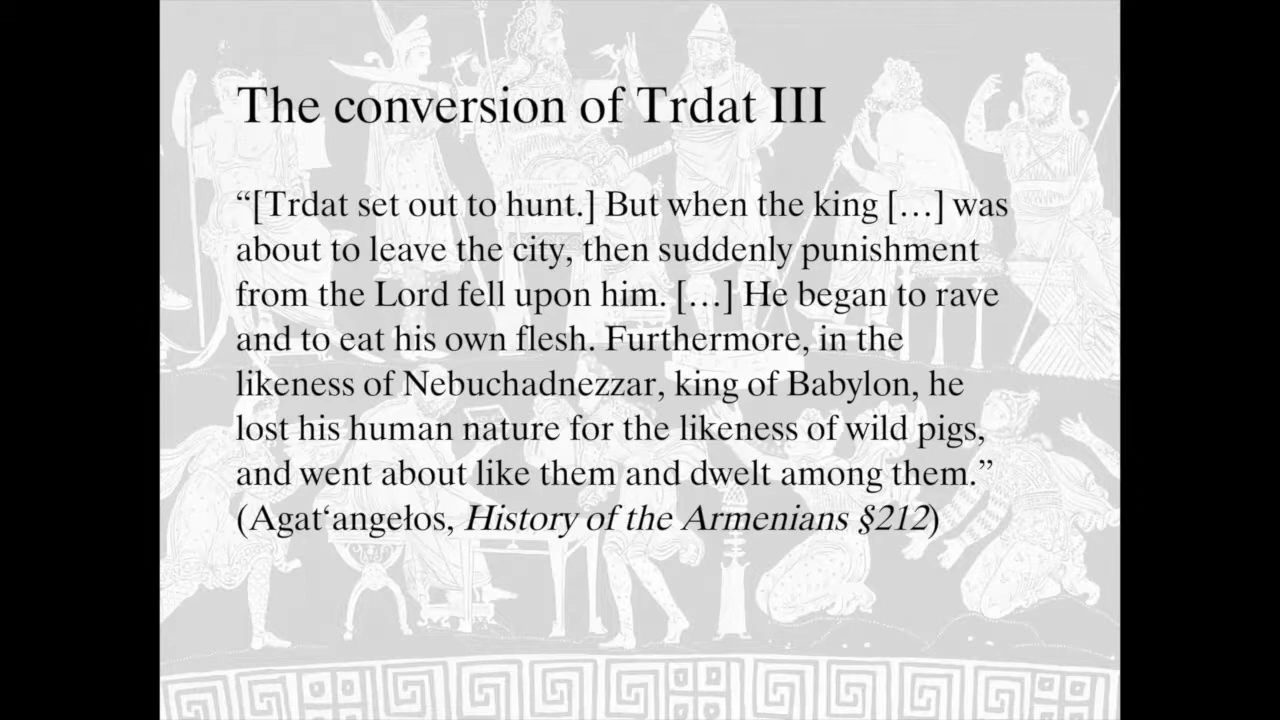 The conversion of Trdat III
“[Trdat set out to hunt.] But when the king […] was
about to leave the city, then suddenly punishment
from the Lord fell upon him. […] He began to rave
and to eat his own flesh. Furthermore, in the
likeness of Nebuchadnezzar, king of Babylon, he
lost his human nature for the likeness of wild pigs,
and went about like them and dwelt among them.”
(Agat‘angełos, History of the Armenians §212)